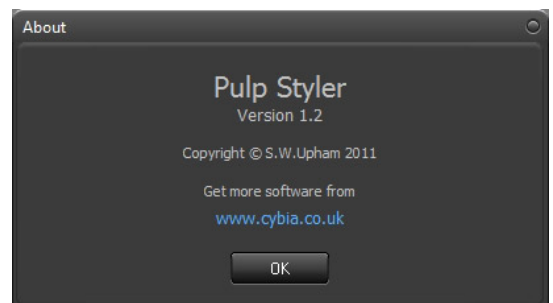 About
Pulp Styler
Version 1.2
Copyright © S.W.Upham 2011
Get more software from
www.cybia.co.uk
OK